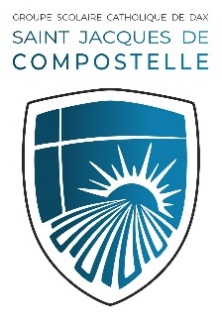 GROUPE SCOLAIRE CATHOLIQUE DE DAX
SAINT JACQUES DE
COMPOSTELLE